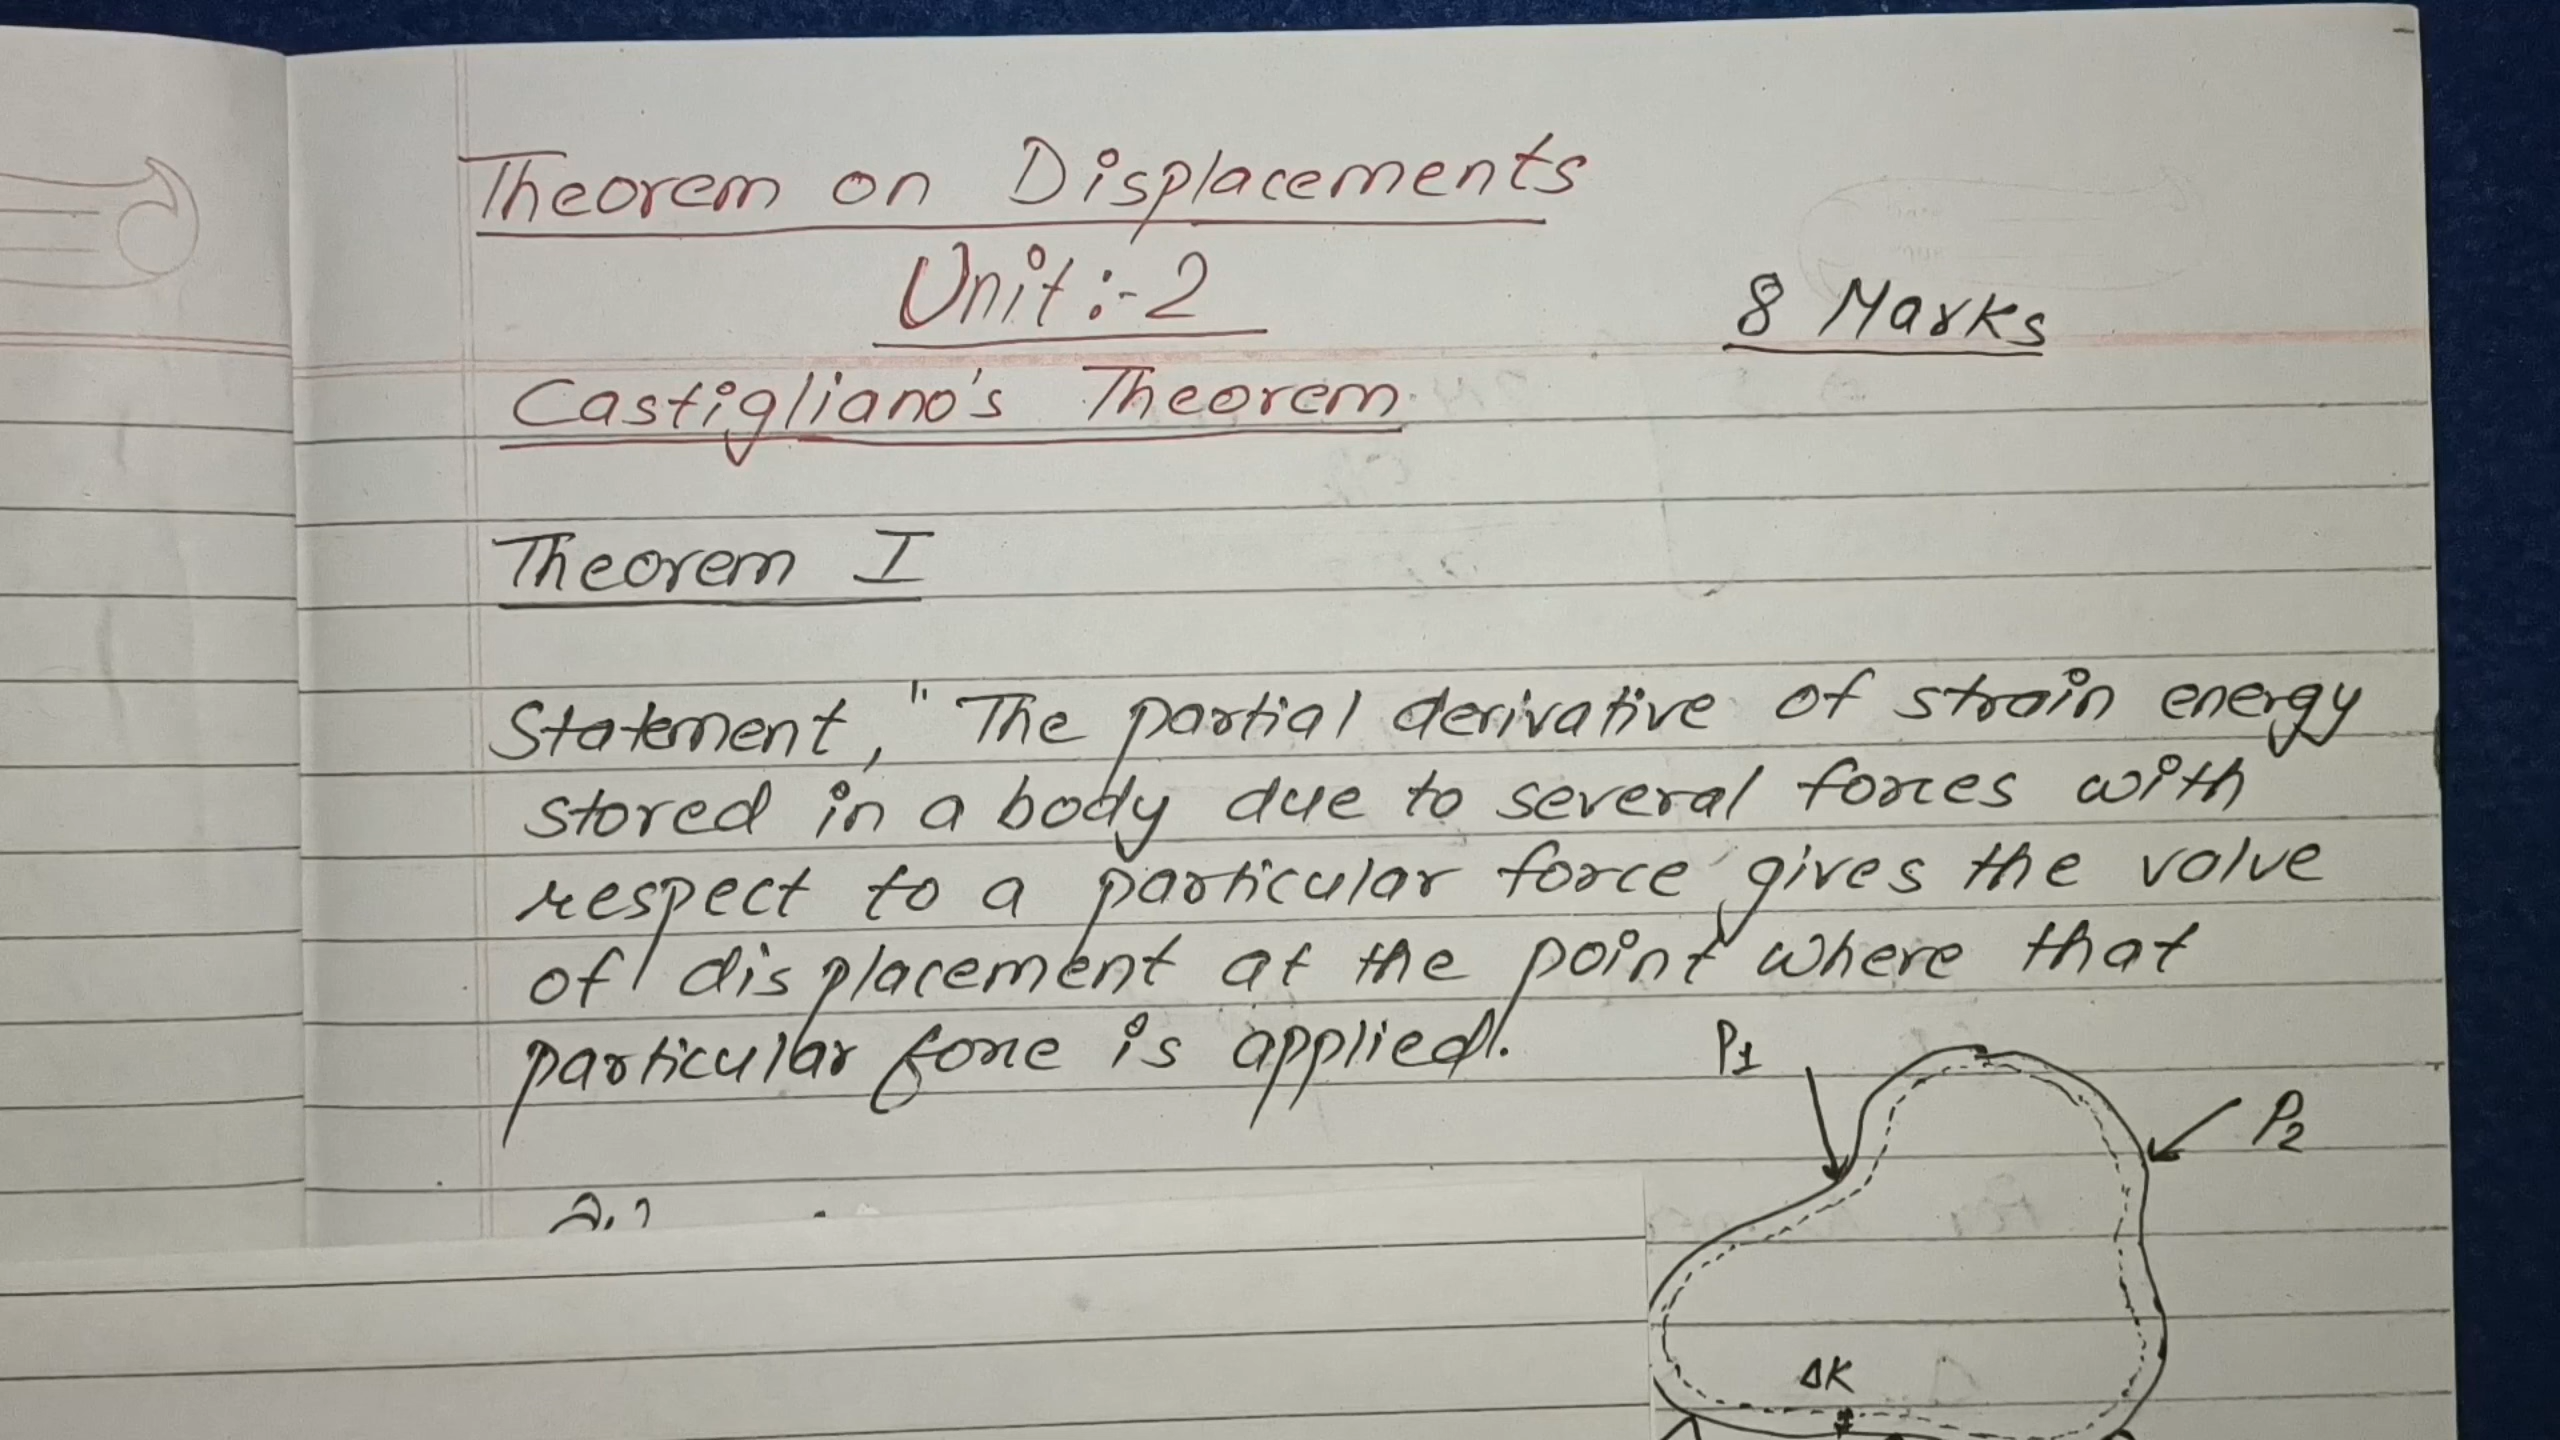 Theorem on Displacements
Unit:-2
8 Marks
Castigliano's Theorem
Theorem I
Statement, "The partial derivative of strain energy
stored in a body due to several forces with
respect to a particular force gives the value
of displacement at the point where that
particular force is applied.
P1
P2
ΔK